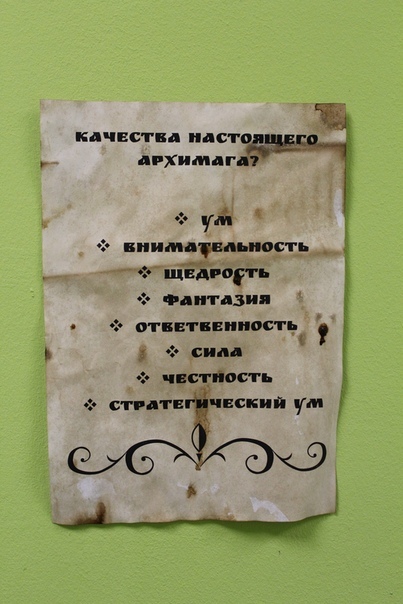 КАЧЕСТВА НАСТОЯЩЕГО
АРХИМАГА?
❖ УМ
❖ ВНИМАТЕЛЬНОСТЬ
❖ ЩЕДРОСТЬ
❖ ФАНТАЗИЯ
❖ ОТВЕТВЕННОСТЬ
❖ СИЛА
❖ ЧЕСТНОСТЬ
❖ СТРАТЕГИЧЕСКИЙ УМ